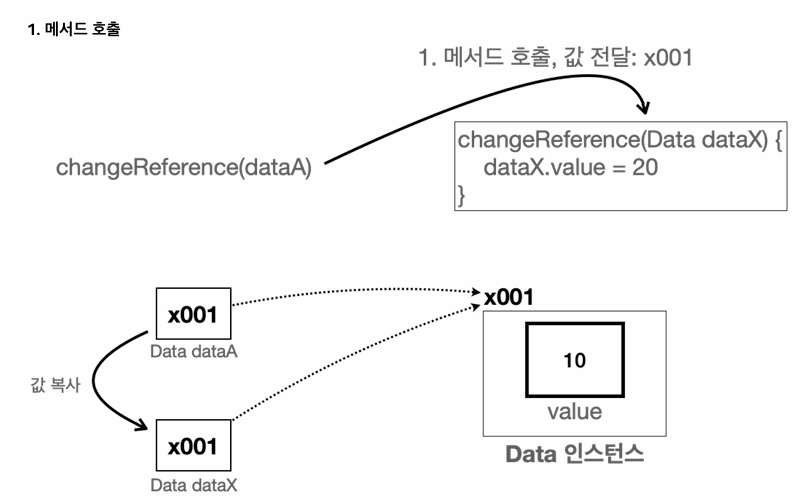 1. 메서드 호출
1. 메서드 호출, 값 전달: x001
changeReference(dataA)
changeReference(Data dataX) {
dataX.value = 20
}
x001
Data dataA
값 복사
x001
Data dataX
x001
10
value
Data 인스턴스